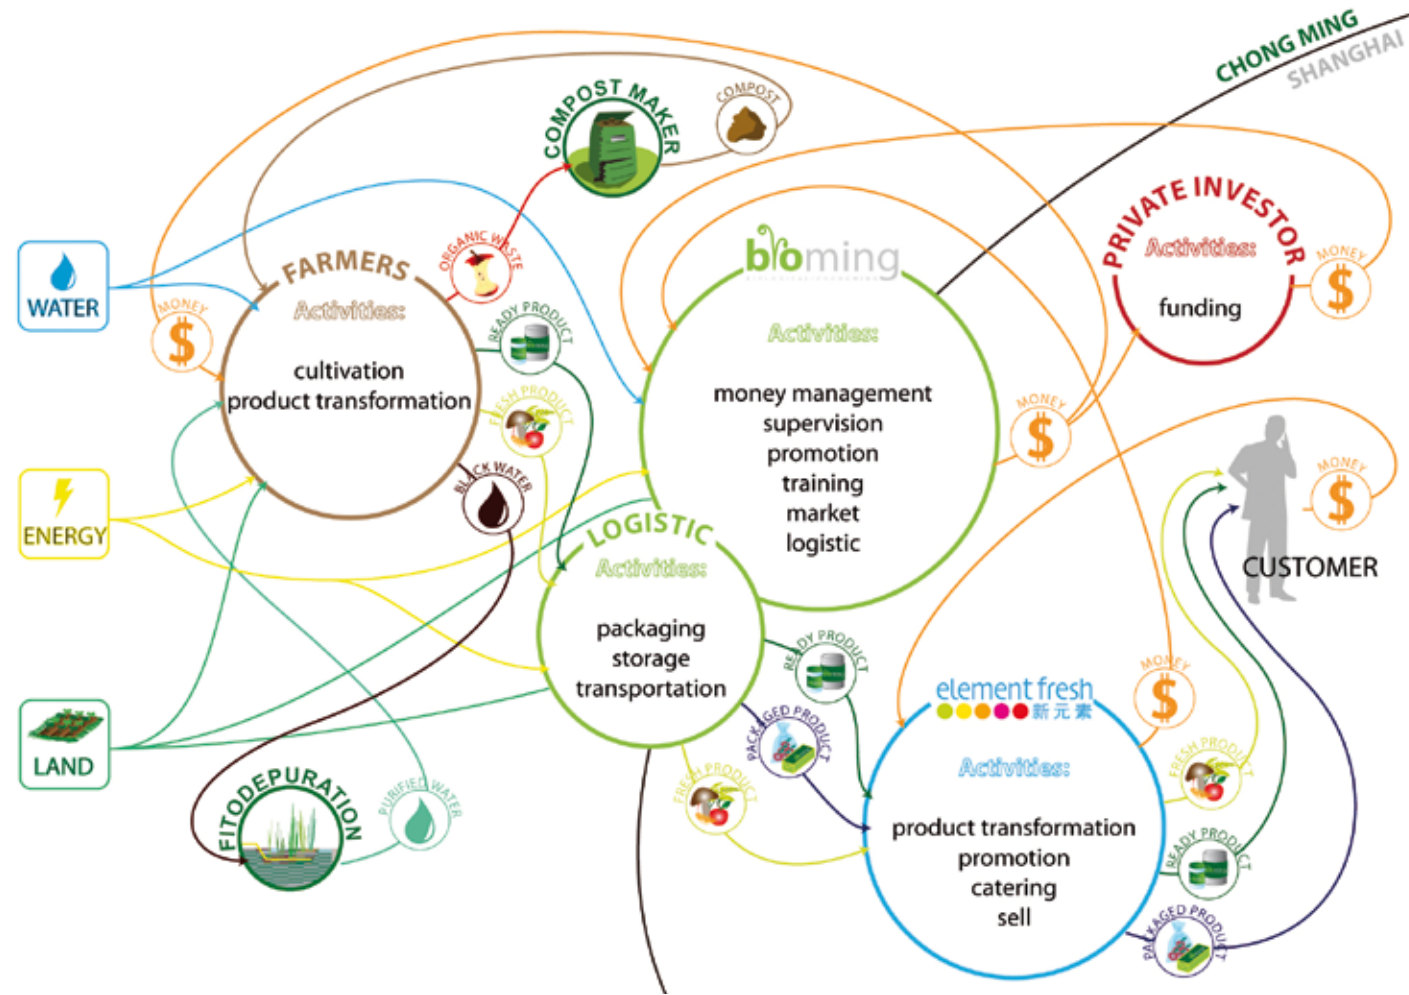 CHONG MING
SHANGHAI
COMPOST MAKER
COMPOST
PRIVATE INVESTOR
Activities:
funding
MONEY
WATER
FARMERS
Activities:
cultivation
product transformation
MONEY
ORGANIC WASTE
READY PRODUCT
FRESH PRODUCT
BLACK WATER
bioming
Activities:
money management
supervision
promotion
training
market
logistic
MONEY
CUSTOMER
MONEY
ENERGY
LOGISTIC
Activities:
packaging
storage
transportation
READY PRODUCT
PACKAGED PRODUCT
FRESH PRODUCT
LAND
FITODEPURATION
PURIFIED WATER
element fresh
新元素
Activities:
product transformation
promotion
catering
sell
MONEY
FRESH PRODUCT
READY PRODUCT
PACKAGED PRODUCT